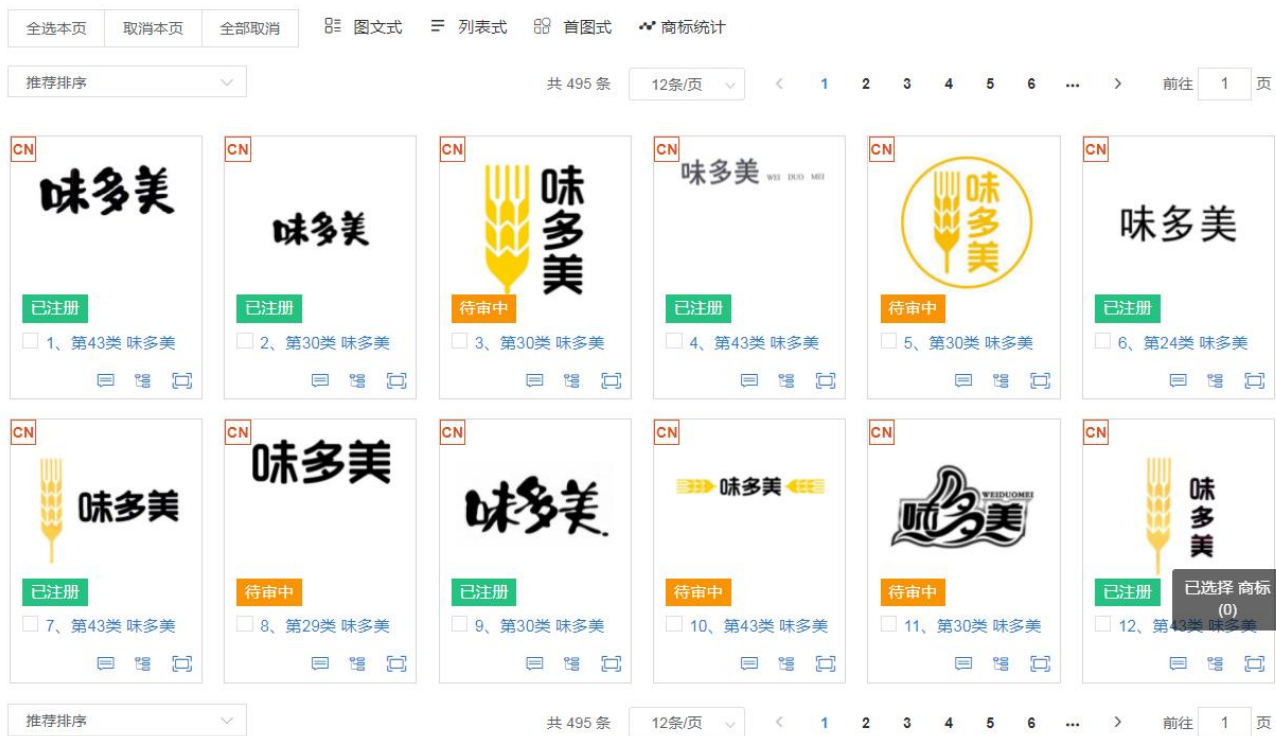 全选本页 取消本页 全部取消 图文式 列表式 首图式 商标统计
推荐排序 共 495 条 12条/页 1 2 3 4 5 6 ... 前往 1 页
CN CN CN CN CN CN
味多美
味多美
味多美
味多美 WEI DUO MEI
味多美
味多美
已注册 已注册 待审中 已注册 待审中 已注册
1、第43类 味多美 2、第30类 味多美 3、第30类 味多美 4、第43类 味多美 5、第30类 味多美 6、第24类 味多美
CN CN CN CN CN CN
味多美
味多美
味多美
味多美
味多美 WEIDUOMEI
味多美
已注册 待审中 已注册 待审中 待审中 已注册
已选择 商标
(0)
7、第43类 味多美 8、第29类 味多美 9、第30类 味多美 10、第43类 味多美 11、第30类 味多美 12、第43类 味多美
推荐排序 共 495 条 12条/页 1 2 3 4 5 6 ... 前往 1 页